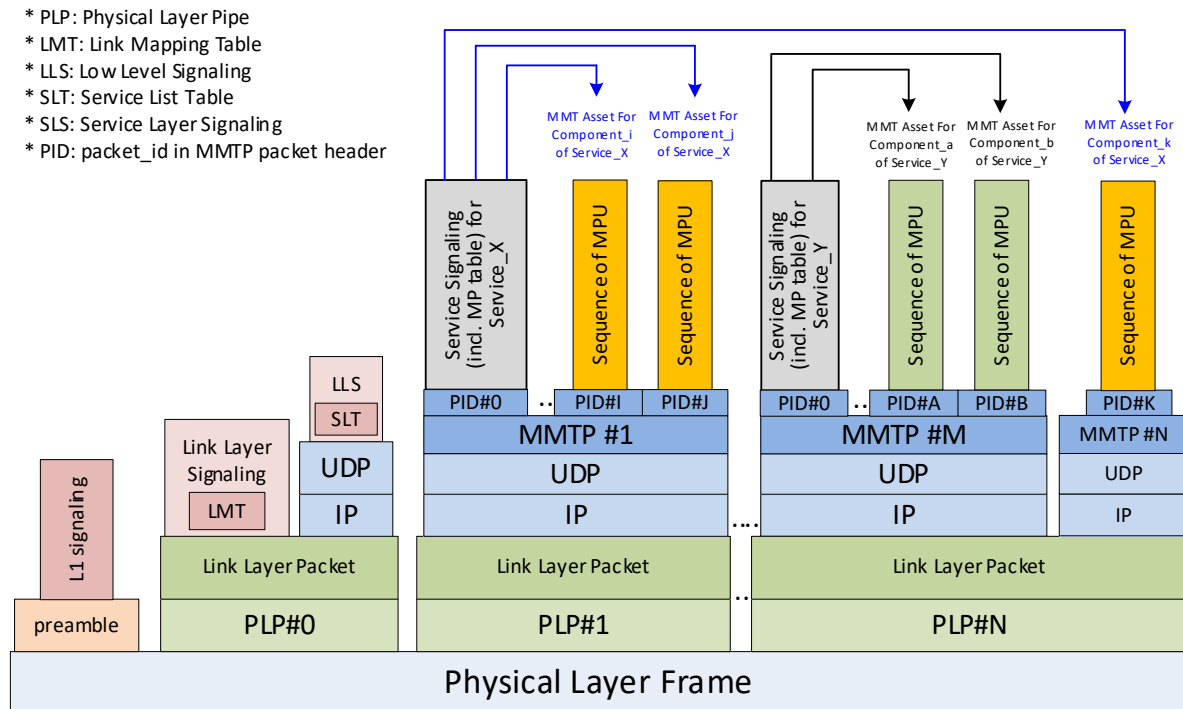 * PLP: Physical Layer Pipe
* LMT: Link Mapping Table
* LLS: Low Level Signaling
* SLT: Service List Table
* SLS: Service Layer Signaling
* PID: packet_id in MMTP packet header
MMT Asset For
Component_i
of Service_X
MMT Asset For
Component_j
of Service_X
MMT Asset For
Component_a
of Service_Y
MMT Asset For
Component_b
of Service_Y
MMT Asset For
Component_k
of Service_X
Service Signaling
(incl. MP table) for
Service_X
Sequence of MPU
Sequence of MPU
Service Signaling
(incl. MP table) for
Service_Y
Sequence of MPU
Sequence of MPU
Sequence of MPU
LLS
SLT
PID#0
..
PID#I
PID#J
PID#0
..
PID#A
PID#B
PID#K
MMTP #1
MMTP #M
MMTP #N
Link Layer
Signaling
LMT
UDP
UDP
UDP
UDP
IP
IP
.....
IP
IP
L1 signaling
Link Layer Packet
Link Layer Packet
Link Layer Packet
..
preamble
PLP#0
PLP#1
PLP#N
Physical Layer Frame